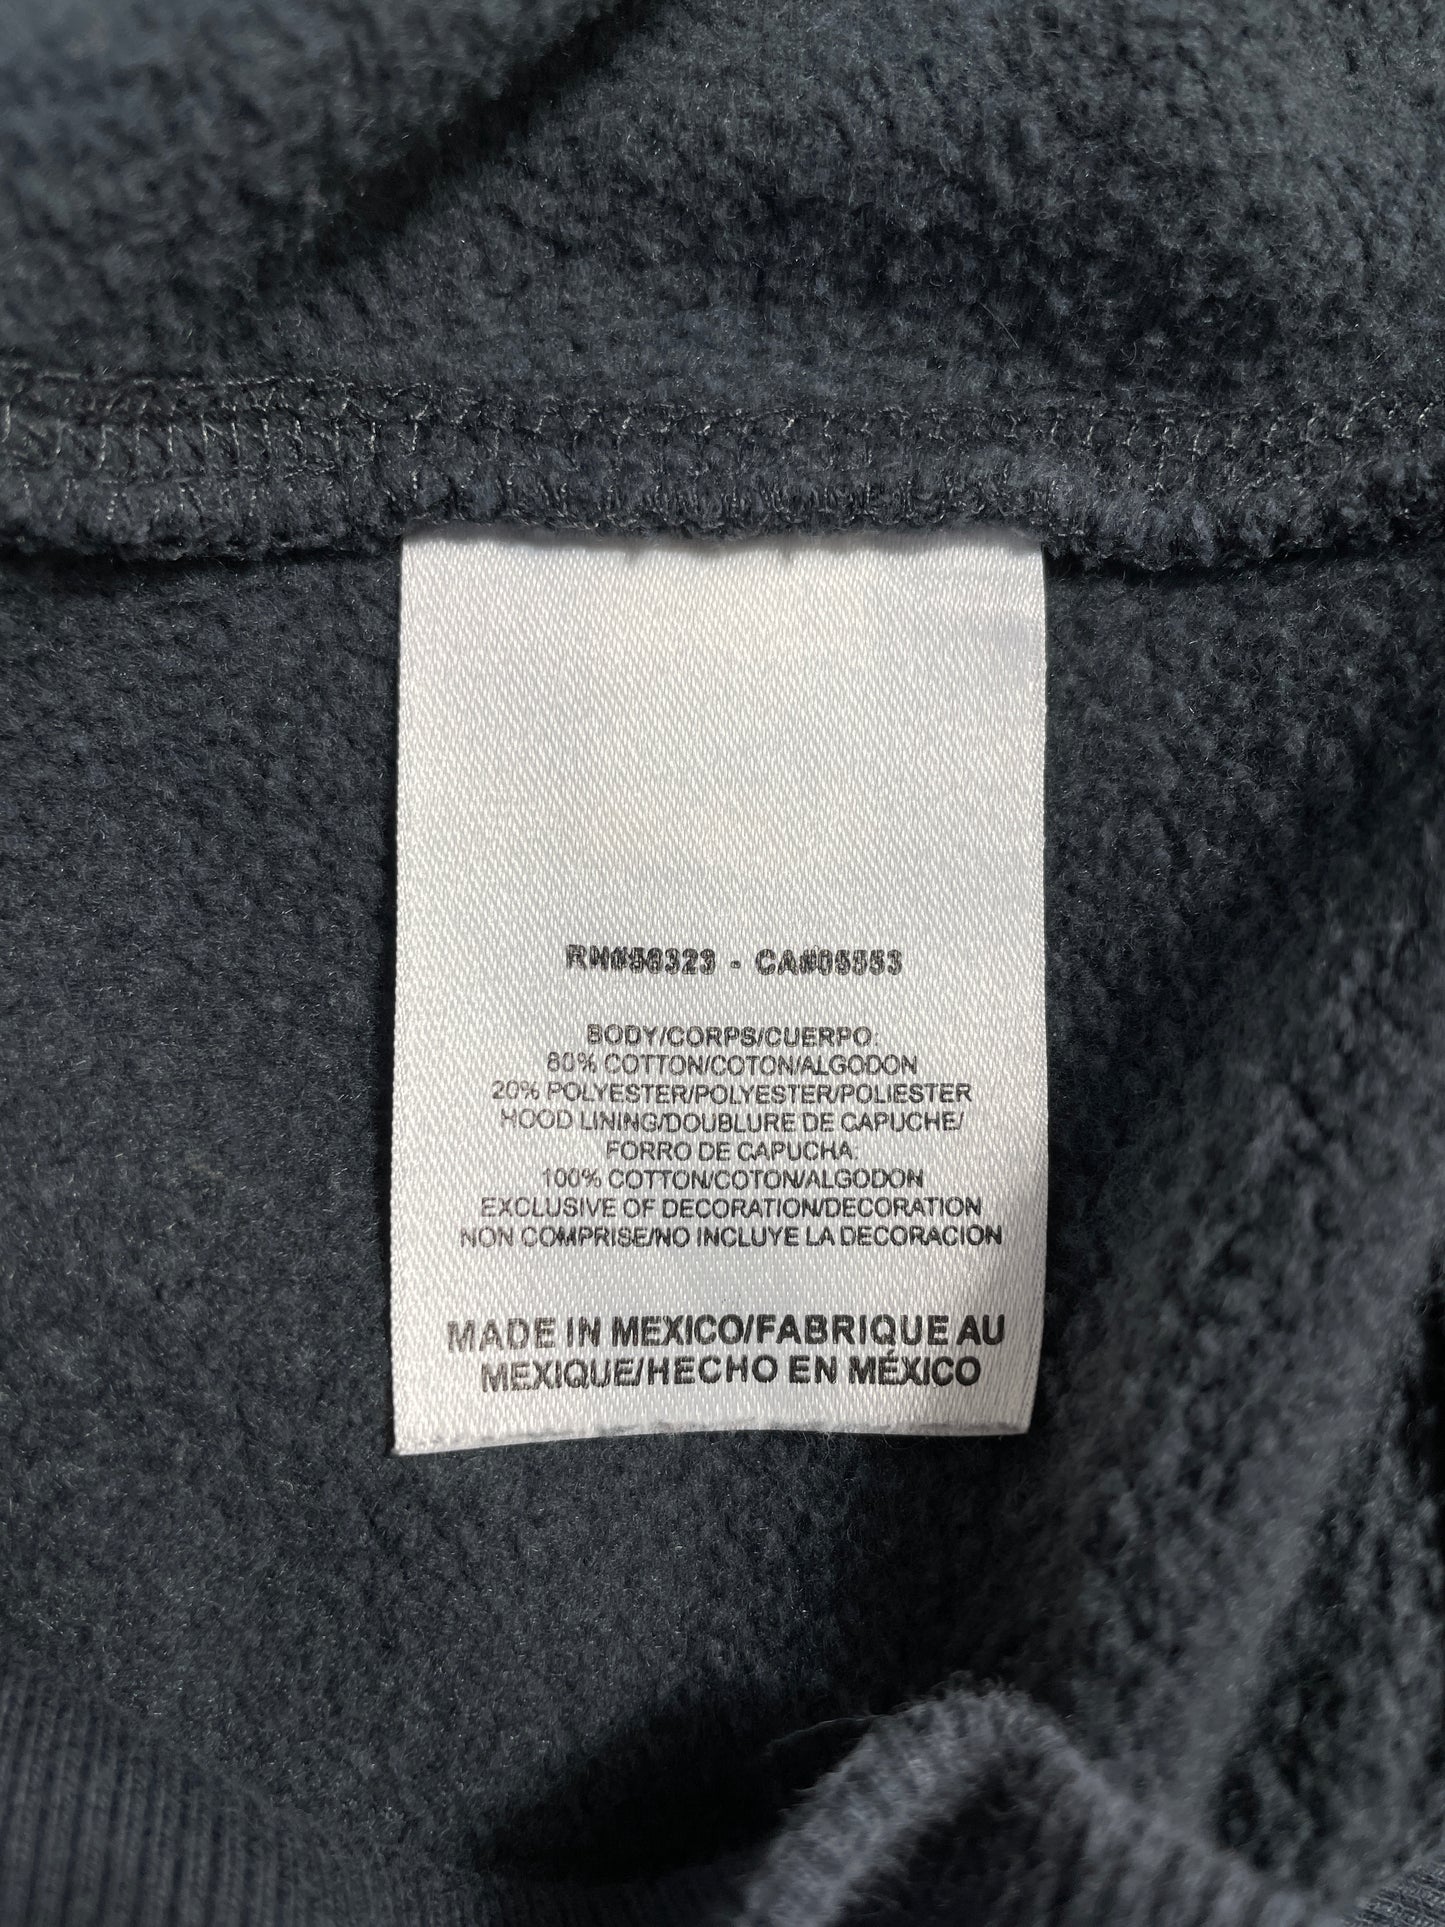 RN#56323 - CA#05553
BODY/CORPS/CUERPO:
80% COTTON/COTON/ALGODON
20% POLYESTER/POLYESTER/POLIESTER
HOOD LINING/DOUBLURE DE CAPUCHE/
FORRO DE CAPUCHA:
100% COTTON/COTON/ALGODON
EXCLUSIVE OF DECORATION/DECORATION
NON COMPRISE/NO INCLUYE LA DECORACION
MADE IN MEXICO/FABRIQUE AU
MEXIQUE/HECHO EN MÉXICO